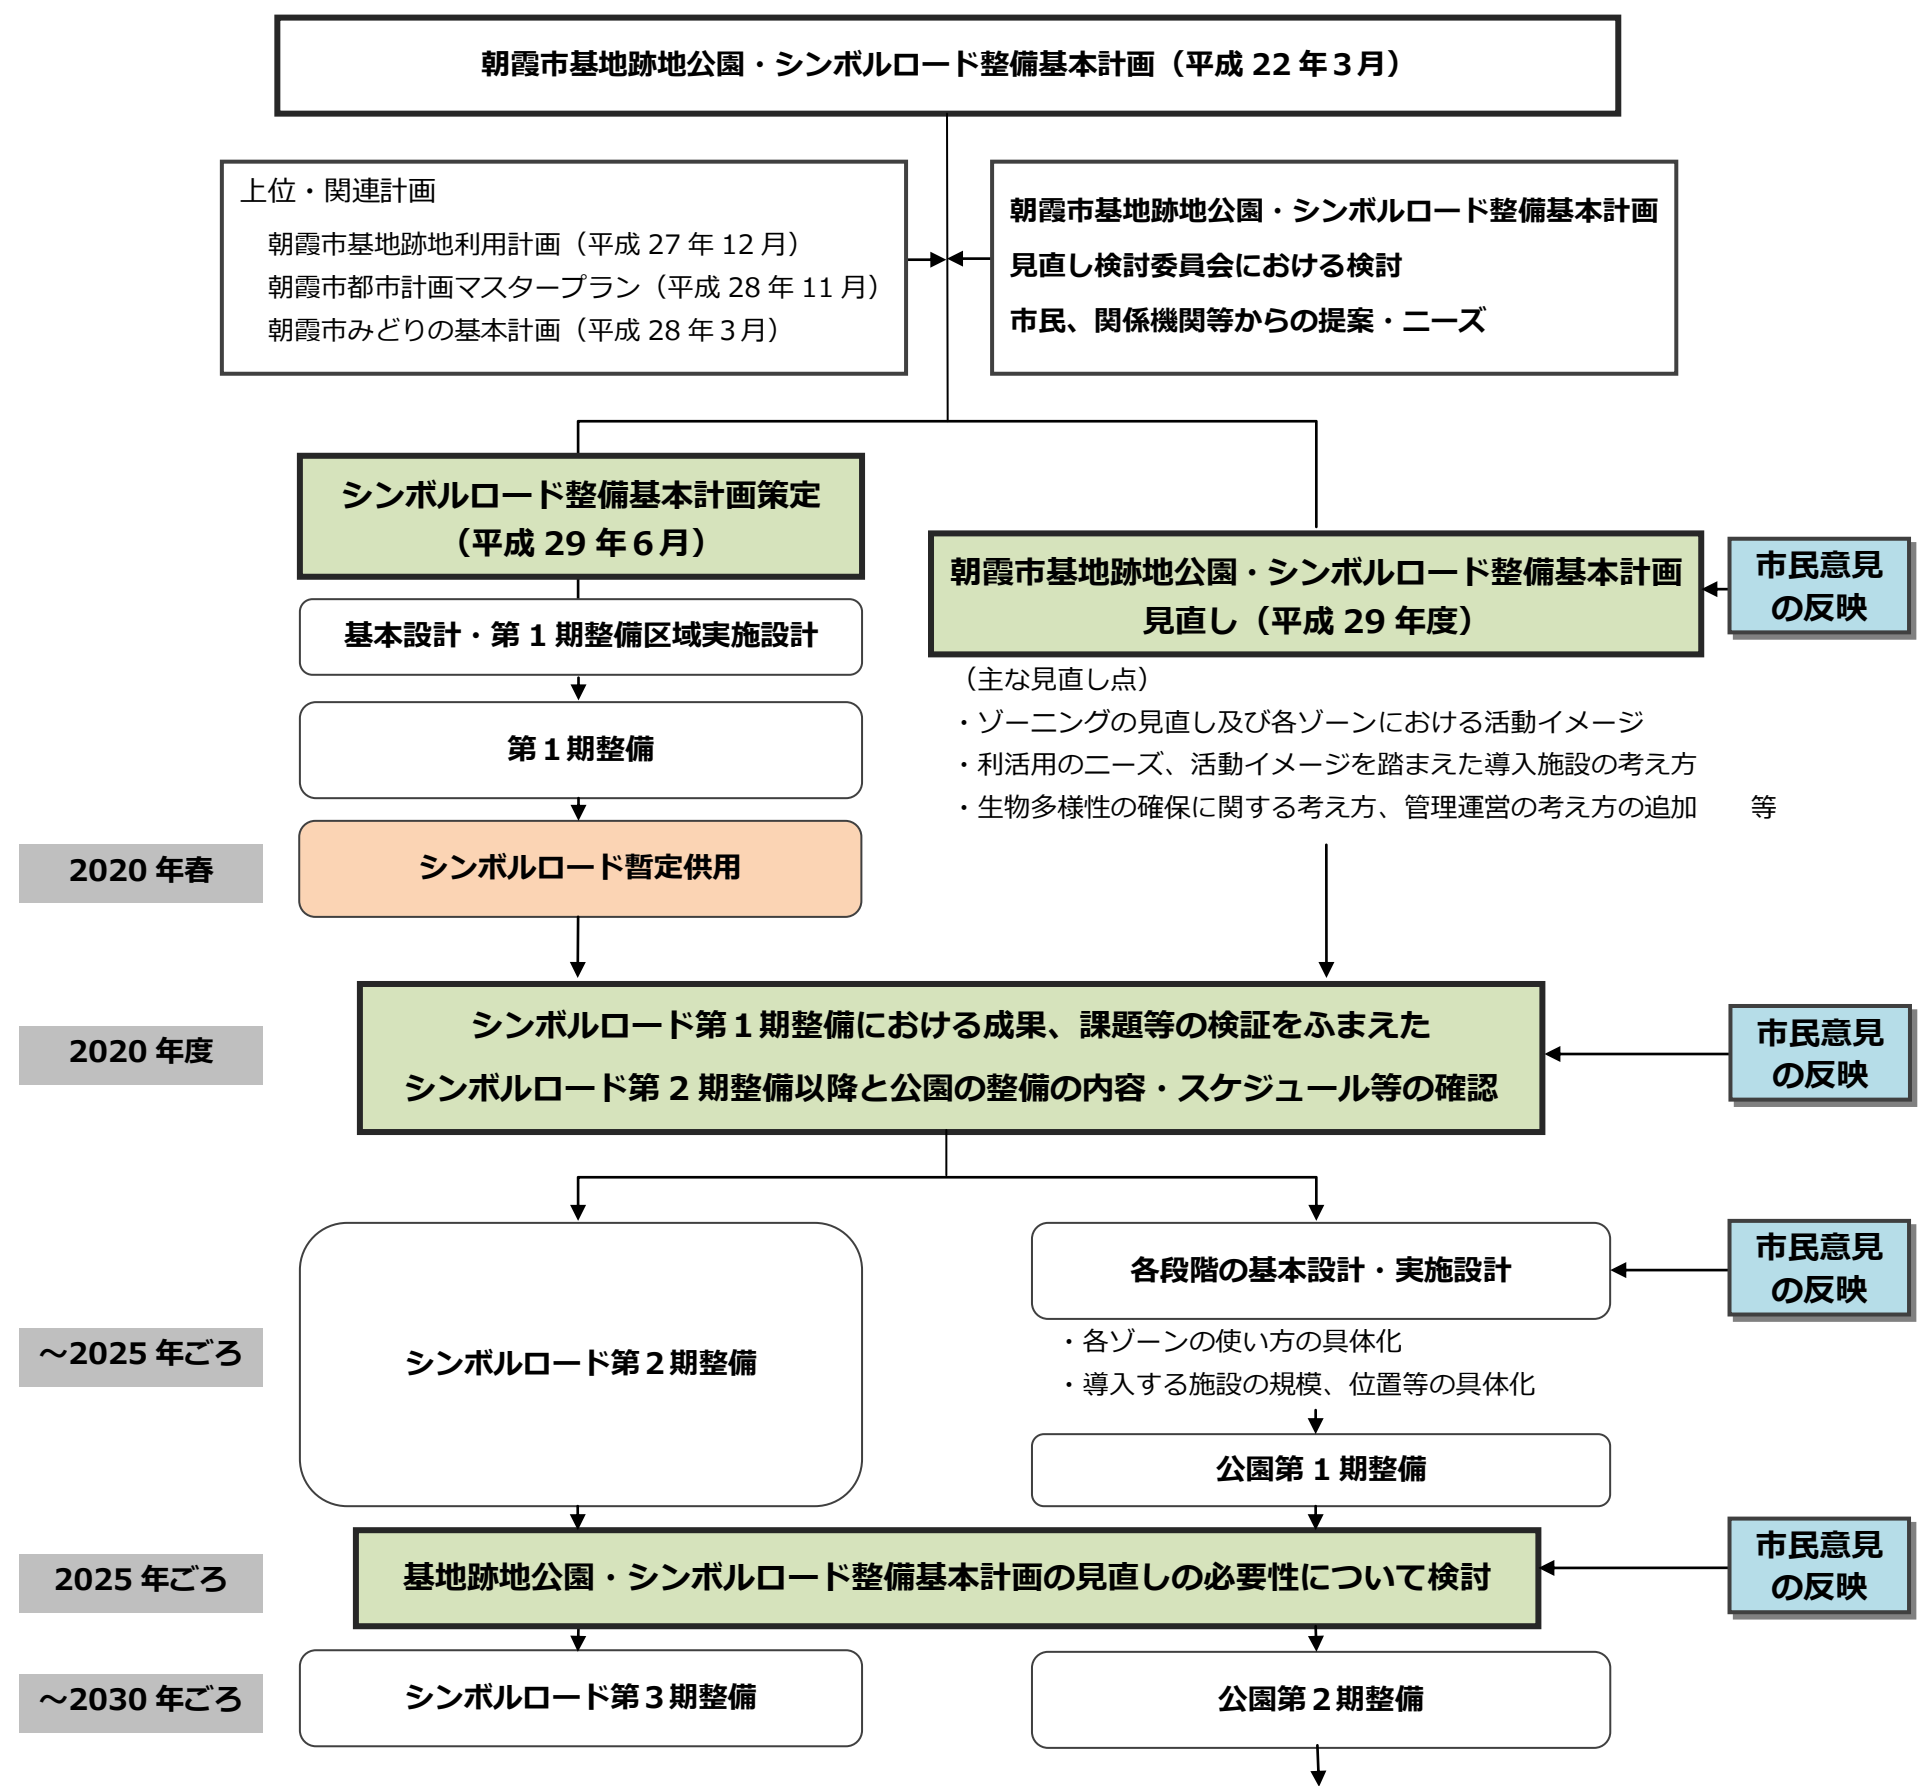 朝霞市基地跡地公園・シンボルロード整備基本計画（平成 22 年３月）
上位・関連計画
朝霞市基地跡地利用計画（平成 27 年 12 月）
朝霞市都市計画マスタープラン（平成 28 年 11 月）
朝霞市みどりの基本計画（平成 28 年３月）
朝霞市基地跡地公園・シンボルロード整備基本計画
見直し検討委員会における検討
市民、関係機関等からの提案・ニーズ
シンボルロード整備基本計画策定
（平成 29 年６月）
朝霞市基地跡地公園・シンボルロード整備基本計画
見直し（平成 29 年度）
市民意見
の反映
基本設計・第１期整備区域実施設計
（主な見直し点）
・ゾーニングの見直し及び各ゾーンにおける活動イメージ
・利活用のニーズ、活動イメージを踏まえた導入施設の考え方
・生物多様性の確保に関する考え方、管理運営の考え方の追加　　等
第１期整備
2020 年春
シンボルロード暫定供用
2020 年度
シンボルロード第１期整備における成果、課題等の検証をふまえた
シンボルロード第２期整備以降と公園の整備の内容・スケジュール等の確認
市民意見
の反映
～2025 年ごろ
シンボルロード第２期整備
各段階の基本設計・実施設計
市民意見
の反映
・各ゾーンの使い方の具体化
・導入する施設の規模、位置等の具体化
公園第１期整備
2025 年ごろ
基地跡地公園・シンボルロード整備基本計画の見直しの必要性について検討
市民意見
の反映
～2030 年ごろ
シンボルロード第３期整備
公園第２期整備